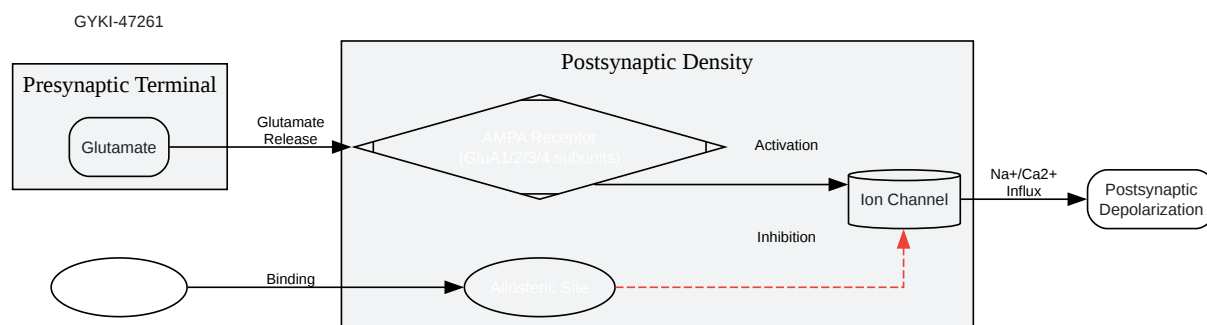 GYKI-47261
Presynaptic Terminal
Glutamate
Glutamate
Release
Postsynaptic Density
AMPA Receptor
(GluA1/2/3/4 subunits)
Activation
Ion Channel
Na+/Ca2+
Influx
Postsynaptic
Depolarization
Inhibition
Binding
Allosteric Site